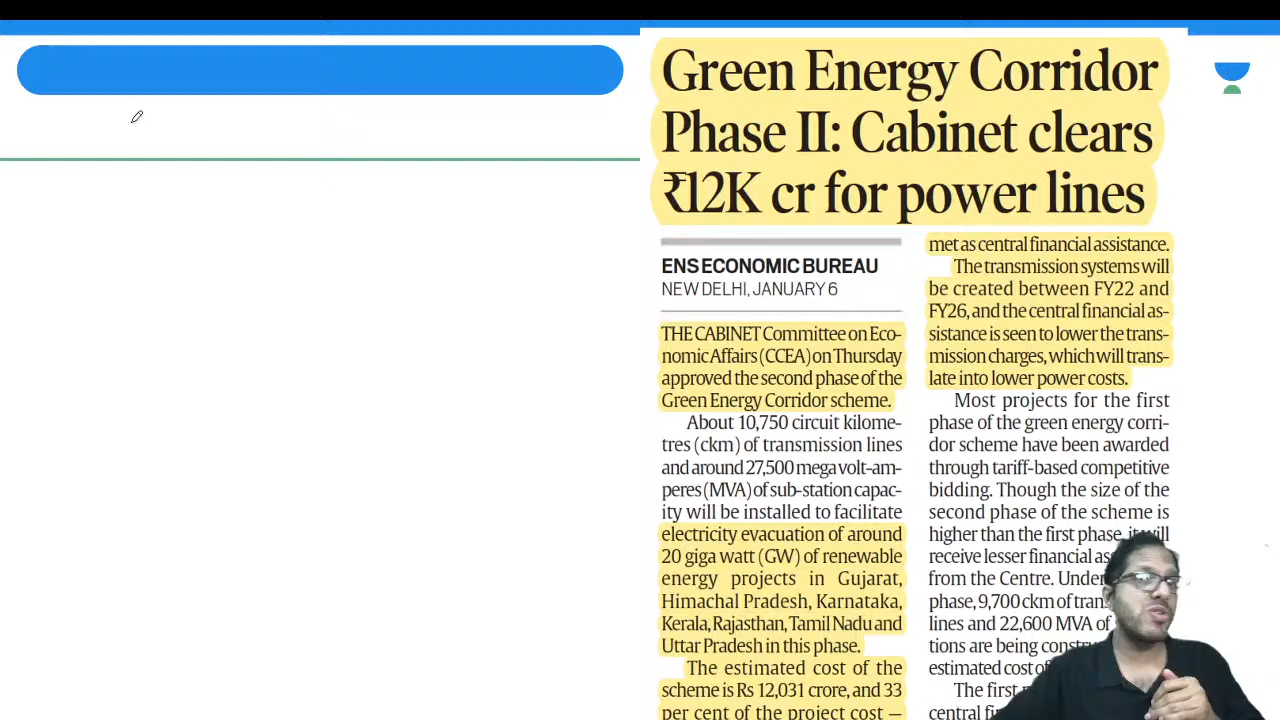 Green Energy Corridor
Phase II: Cabinet clears
₹12K cr for power lines
ENS ECONOMIC BUREAU
NEW DELHI, JANUARY 6
THE CABINET Committee on Eco-
nomic Affairs (CCEA) on Thursday
approved the second phase of the
Green Energy Corridor scheme.
About 10,750 circuit kilome-
tres (ckm) of transmission lines
and around 27,500 mega volt-am-
peres (MVA) of sub-station capac-
ity will be installed to facilitate
electricity evacuation of around
20 giga watt (GW) of renewable
energy projects in Gujarat,
Himachal Pradesh, Karnataka,
Kerala, Rajasthan, Tamil Nadu and
Uttar Pradesh in this phase.
The estimated cost of the
scheme is Rs 12,031 crore, and 33
per cent of the project cost —
met as central financial assistance.
The transmission systems will
be created between FY22 and
FY26, and the central financial as-
sistance is seen to lower the trans-
mission charges, which will trans-
late into lower power costs.
Most projects for the first
phase of the green energy corri-
dor scheme have been awarded
through tariff-based competitive
bidding. Though the size of the
second phase of the scheme is
higher than the first phase, it will
receive lesser financial
from the Centre. Under
phase, 9,700 ckm of
lines and 22,600 MVA of
tions are being
estimated cost
The first
central